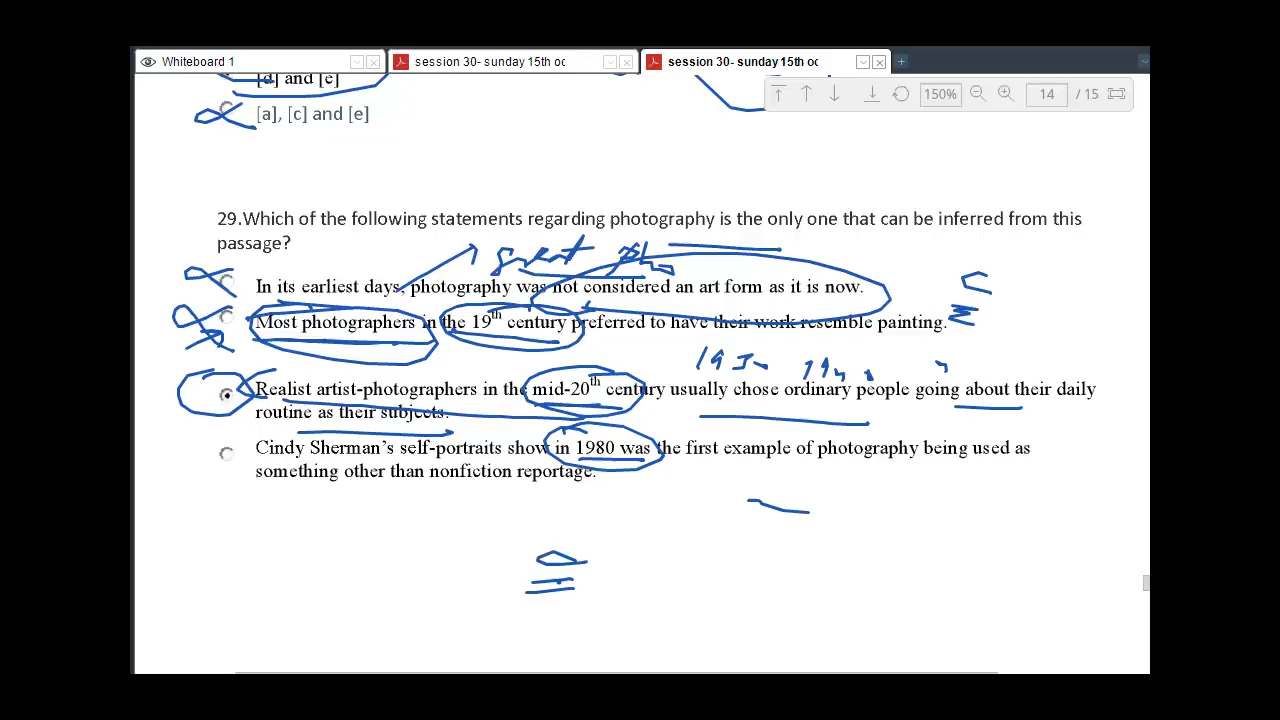 Whiteboard 1
session 30- sunday 15th oc
session 30- sunday 15th oc
[d] and [e]
150%
14
/ 15
[a], [c] and [e]
29.Which of the following statements regarding photography is the only one that can be inferred from this
passage?
In its earliest days, photography was not considered an art form as it is now.
Most photographers in the 19th century preferred to have their work resemble painting.
Realist artist-photographers in the mid-20th century usually chose ordinary people going about their daily
routine as their subjects.
Cindy Sherman's self-portraits show in 1980 was the first example of photography being used as
something other than nonfiction reportage.